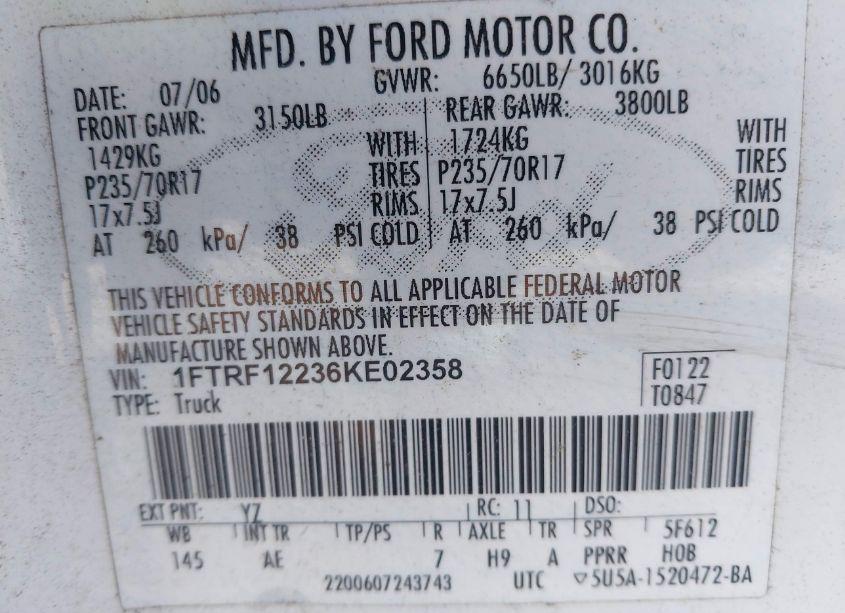 MFD. BY FORD MOTOR CO.
DATE: 07/06 GVWR: 6650LB/ 3016KG
FRONT GAWR: 3150LB REAR GAWR: 3800LB
1429KG WITH 1724KG WITH
P235/70R17 TIRES P235/70R17 TIRES
17x7.5J RIMS 17x7.5J RIMS
AT 260 kPa/ 38 PSI COLD AT 260 kPa/ 38 PSI COLD
Ford
THIS VEHICLE CONFORMS TO ALL APPLICABLE FEDERAL MOTOR
VEHICLE SAFETY STANDARDS IN EFFECT ON THE DATE OF
MANUFACTURE SHOWN ABOVE.
VIN: 1FTRF12236KE02358 F0122
TYPE: Truck T0847
EXT PNT: YZ RC: 11 DSO:
WB INT TR TP/PS R AXLE TR SPR 5F612
145 AE 7 H9 A PPRR H0B
2200607243743 UTC ▽5U5A-1520472-BA